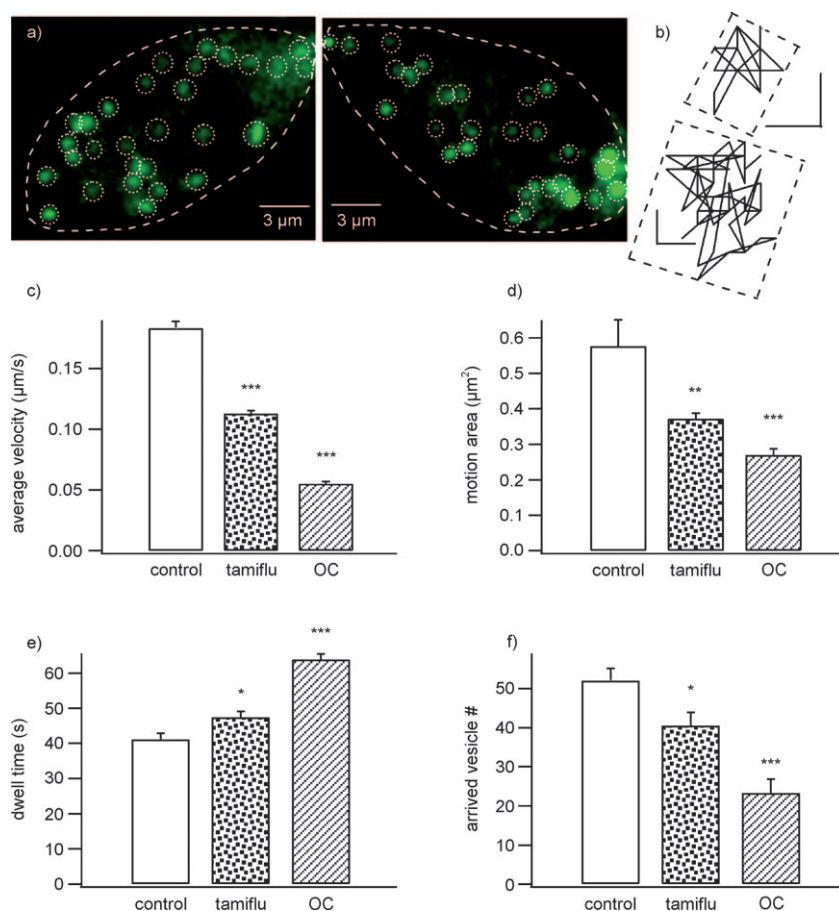 a)
3 µm
3 µm
b)
c)
average velocity (µm/s)
0.15
0.10
0.05
0.00
***
***
control
tamiflu
OC
d)
motion area (µm²)
0.6
0.5
0.4
0.3
0.2
0.1
0.0
**
***
control
tamiflu
OC
e)
dwell time (s)
60
50
40
30
20
10
0
*
***
control
tamiflu
OC
f)
arrived vesicle #
50
40
30
20
10
0
*
***
control
tamiflu
OC